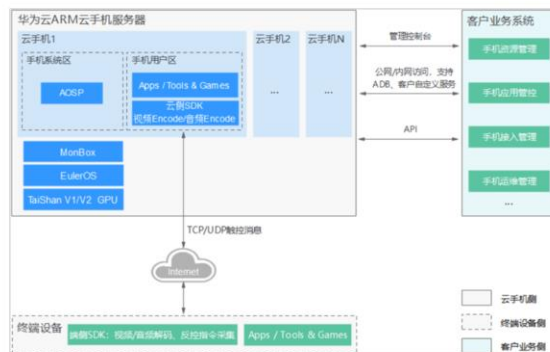 华为云ARM云手机服务器
客户业务系统
云手机1
云手机2
云手机N
管理控制台
手机系统区
手机用户区
手机资源管理
AOSP
Apps / Tools & Games
...
...
公网/内网访问，支持
ADB、客户自定义服务
手机应用管控
云侧SDK
视频Encode/音频Encode
API
手机接入管理
MonBox
EulerOS
手机运维管理
TaiShan V1/V2 GPU
...
TCP/UDP触控消息
Internet
云手机侧
终端设备
端侧SDK：视频/音频解码、反控指令采集
Apps / Tools & Games
终端设备侧
客户业务侧